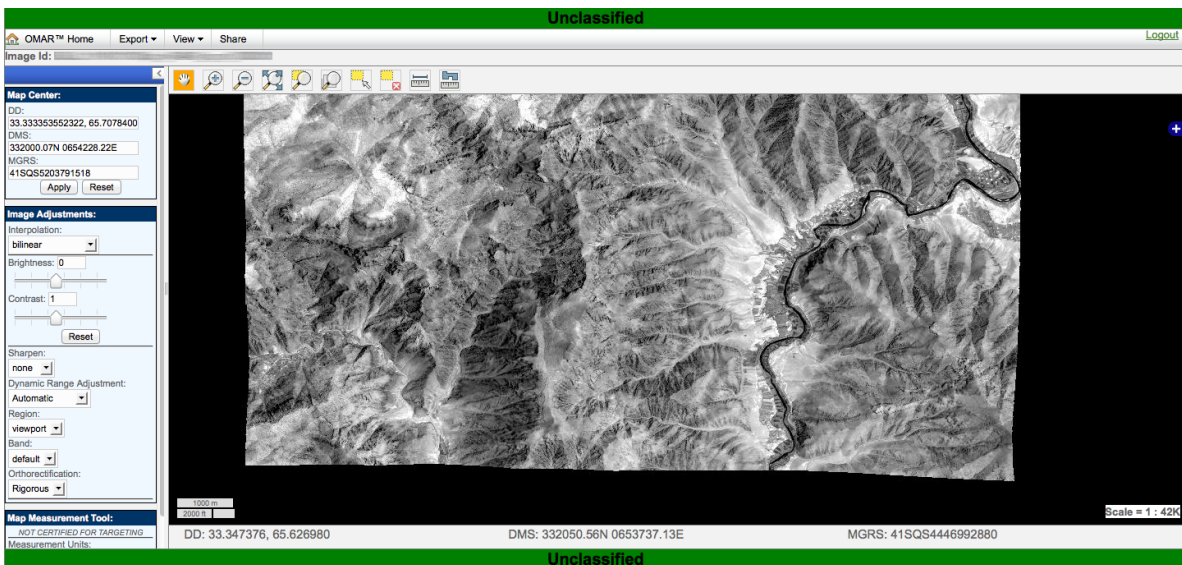 Unclassified
OMAR™ Home Export View Share Logout
Image Id:
Map Center:
DD:
33.333353552322, 65.7078400
DMS:
332000.07N 0654228.22E
MGRS:
41SQS5203791518
Apply Reset
Image Adjustments:
Interpolation:
bilinear
Brightness: 0
Contrast: 1
Reset
Sharpen:
none
Dynamic Range Adjustment:
Automatic
Region:
viewport
Band:
default
Orthorectification:
Rigorous
1000 m
2000 ft
Scale = 1 : 42K
Map Measurement Tool:
NOT CERTIFIED FOR TARGETING
Measurement Units:
DD: 33.347376, 65.626980 DMS: 332050.56N 0653737.13E MGRS: 41SQS4446992880
Unclassified